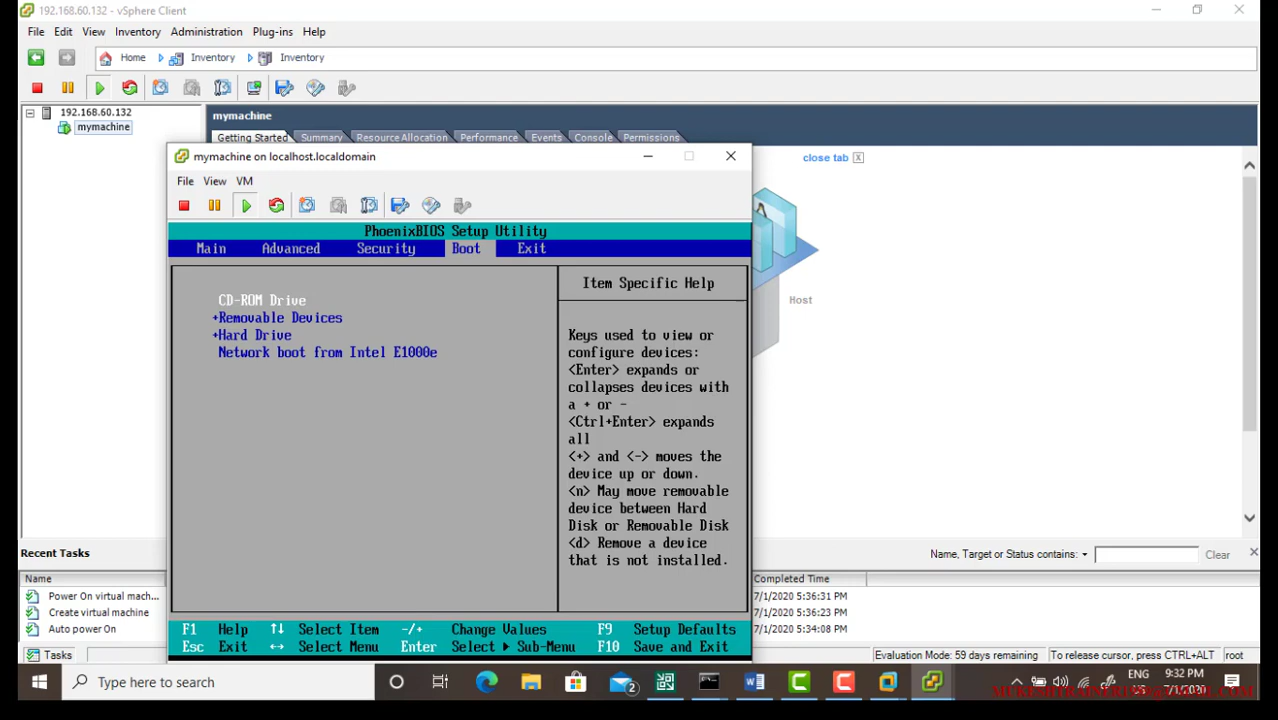 192.168.60.132 - vSphere Client
File Edit View Inventory Administration Plug-ins Help
Home Inventory Inventory
192.168.60.132
mymachine
mymachine
Getting Started Summary Resource Allocation Performance Events Console Permissions
close tab X
mymachine on localhost.localdomain
File View VM
PhoenixBIOS Setup Utility
Main Advanced Security Boot Exit
CD-ROM Drive
+Removable Devices
+Hard Drive
Network boot from Intel E1000e
Item Specific Help
Keys used to view or
configure devices:
<Enter> expands or
collapses devices with
a + or -
<Ctrl+Enter> expands
all
<+> and <-> moves the
device up or down.
<n> May move removable
device between Hard
Disk or Removable Disk
<d> Remove a device
that is not installed.
F1 Help ↑↓ Select Item -/+ Change Values F9 Setup Defaults
Esc Exit ↔ Select Menu Enter Select ▶ Sub-Menu F10 Save and Exit
Host
Recent Tasks
Name, Target or Status contains: Clear
Name Completed Time
Power On virtual mach... 7/1/2020 5:36:31 PM
Create virtual machine 7/1/2020 5:36:23 PM
Auto power On 7/1/2020 5:34:08 PM
Tasks Evaluation Mode: 59 days remaining To release cursor, press CTRL+ALT root
Type here to search
2
ENG
9:32 PM
7/1/2020